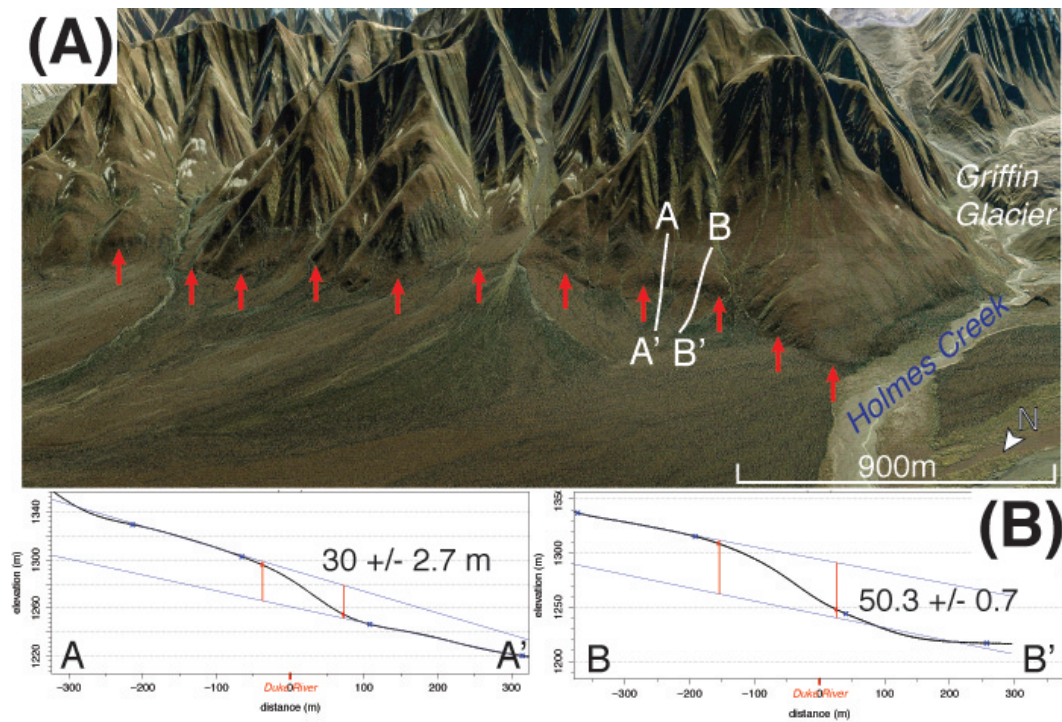 (A)
Griffin
Glacier
A
B
A’
B’
Holmes Creek
N
900m
(B)
1340
1300
1260
1220
elevation (m)
30 +/- 2.7 m
A
A’
−300
−200
−100
0
100
200
300
Duke River
distance (m)
1350
1300
1250
1200
elevation (m)
50.3 +/- 0.7
B
B’
−300
−200
−100
0
100
200
300
Duke River
distance (m)